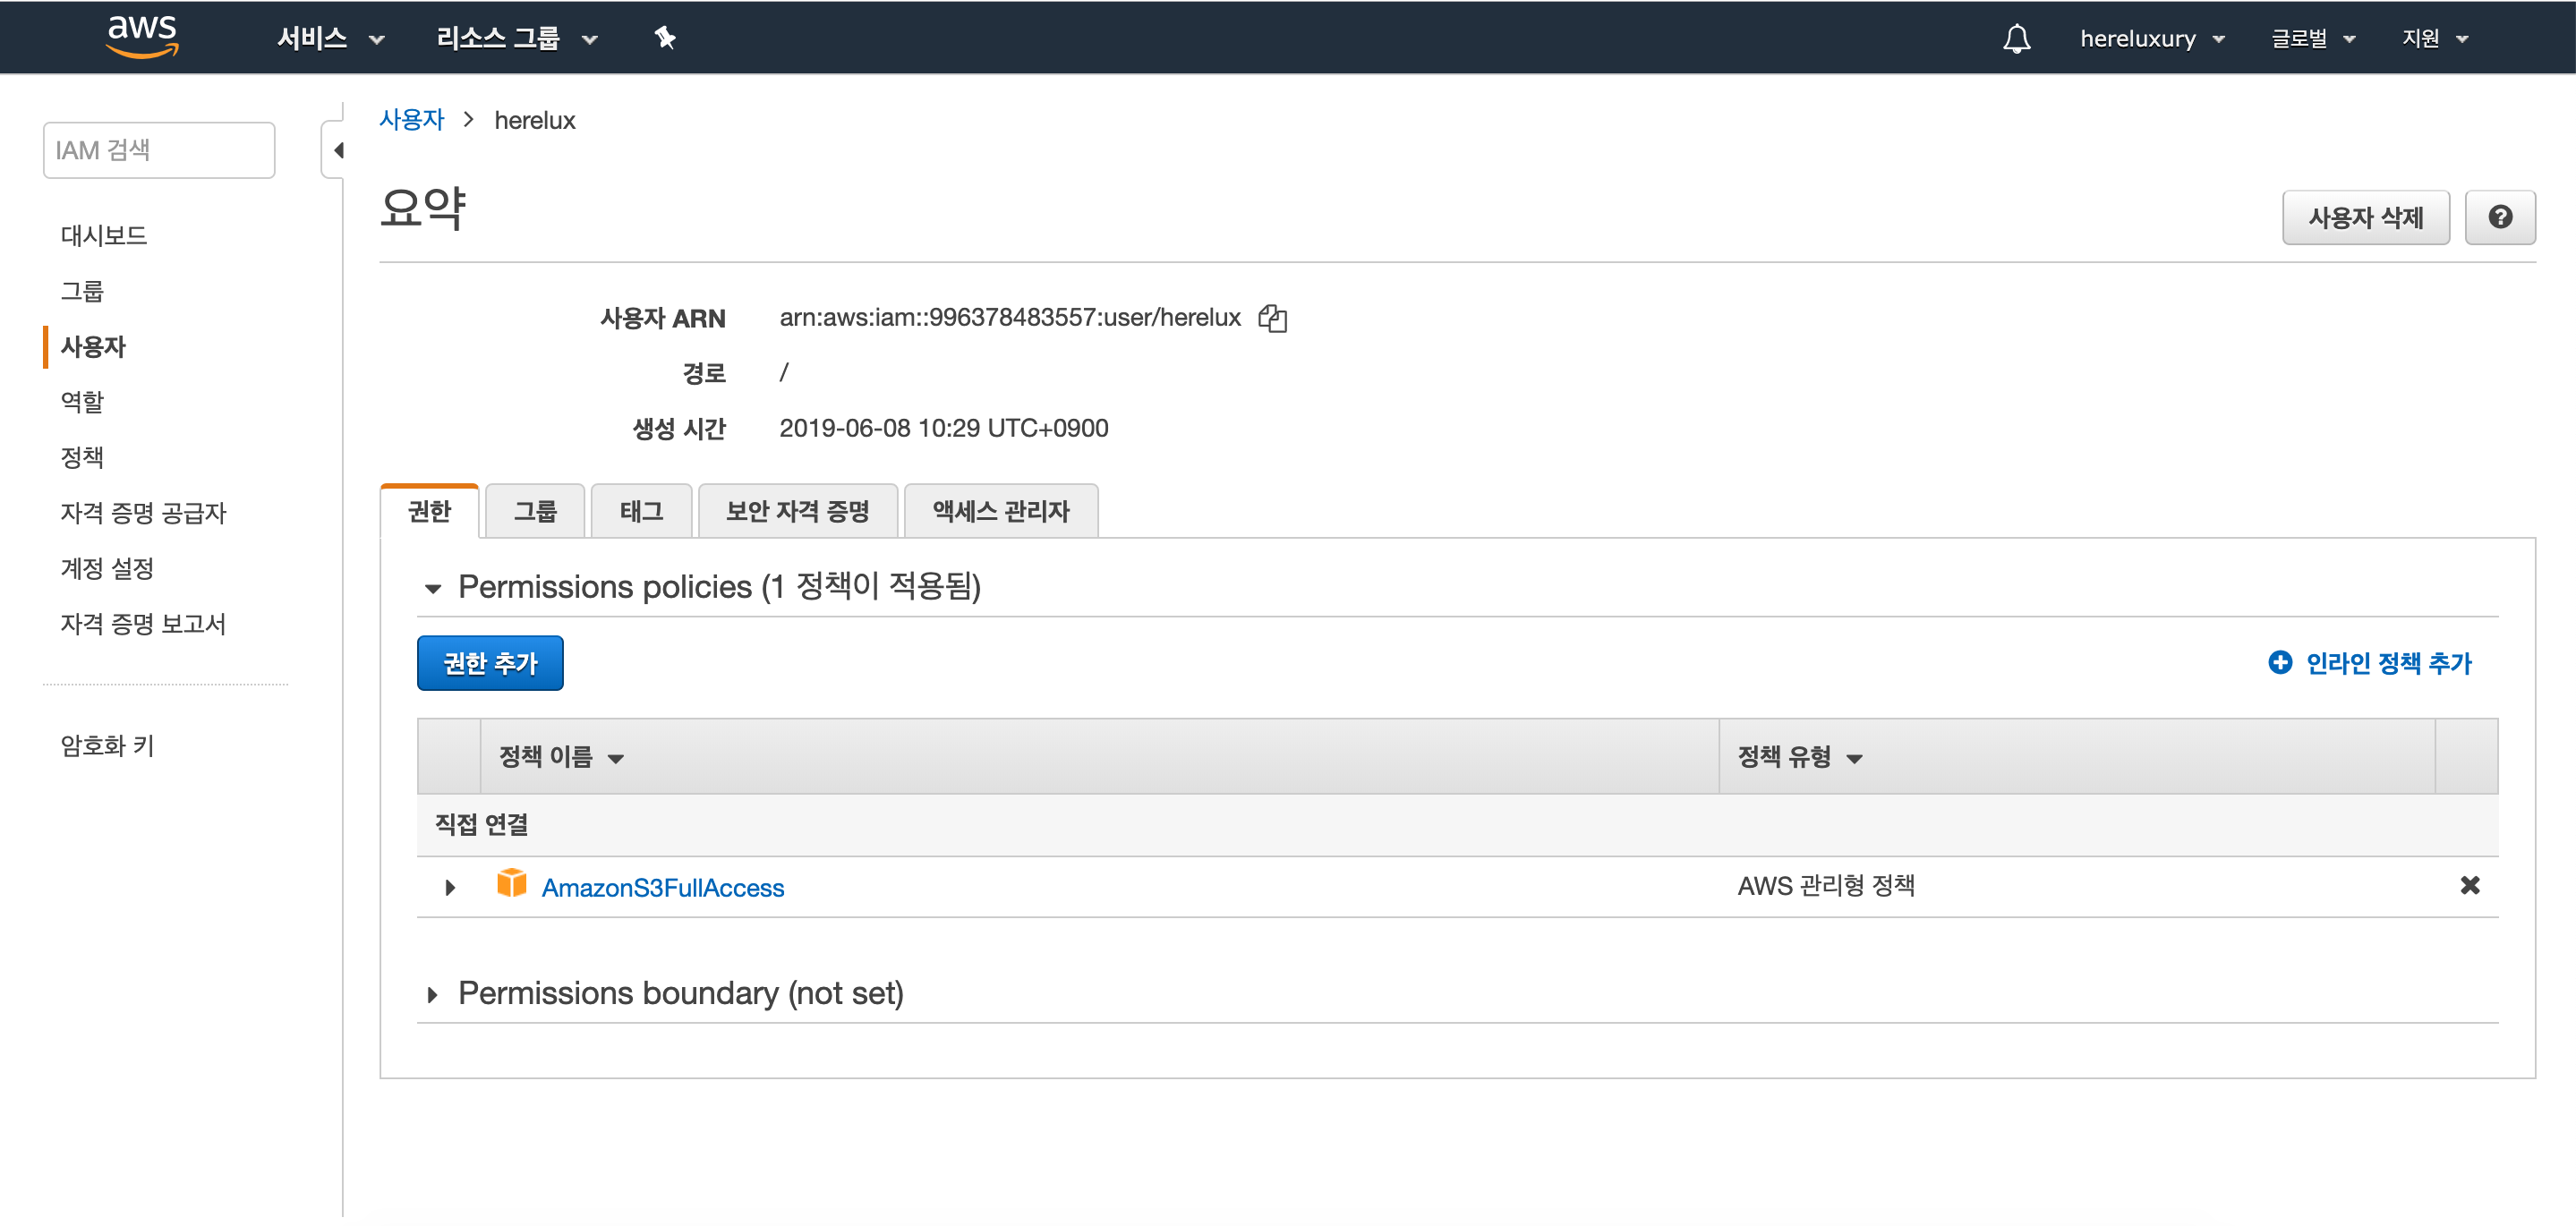 aws 서비스 리소스 그룹 hereluxury 글로벌 지원
IAM 검색
대시보드
그룹
사용자
역할
정책
자격 증명 공급자
계정 설정
자격 증명 보고서
암호화 키
사용자 > herelux
요약
사용자 삭제
사용자 ARN arn:aws:iam::996378483557:user/herelux
경로 /
생성 시간 2019-06-08 10:29 UTC+0900
권한 그룹 태그 보안 자격 증명 액세스 관리자
Permissions policies (1 정책이 적용됨)
권한 추가 인라인 정책 추가
정책 이름 정책 유형
직접 연결
AmazonS3FullAccess AWS 관리형 정책
Permissions boundary (not set)